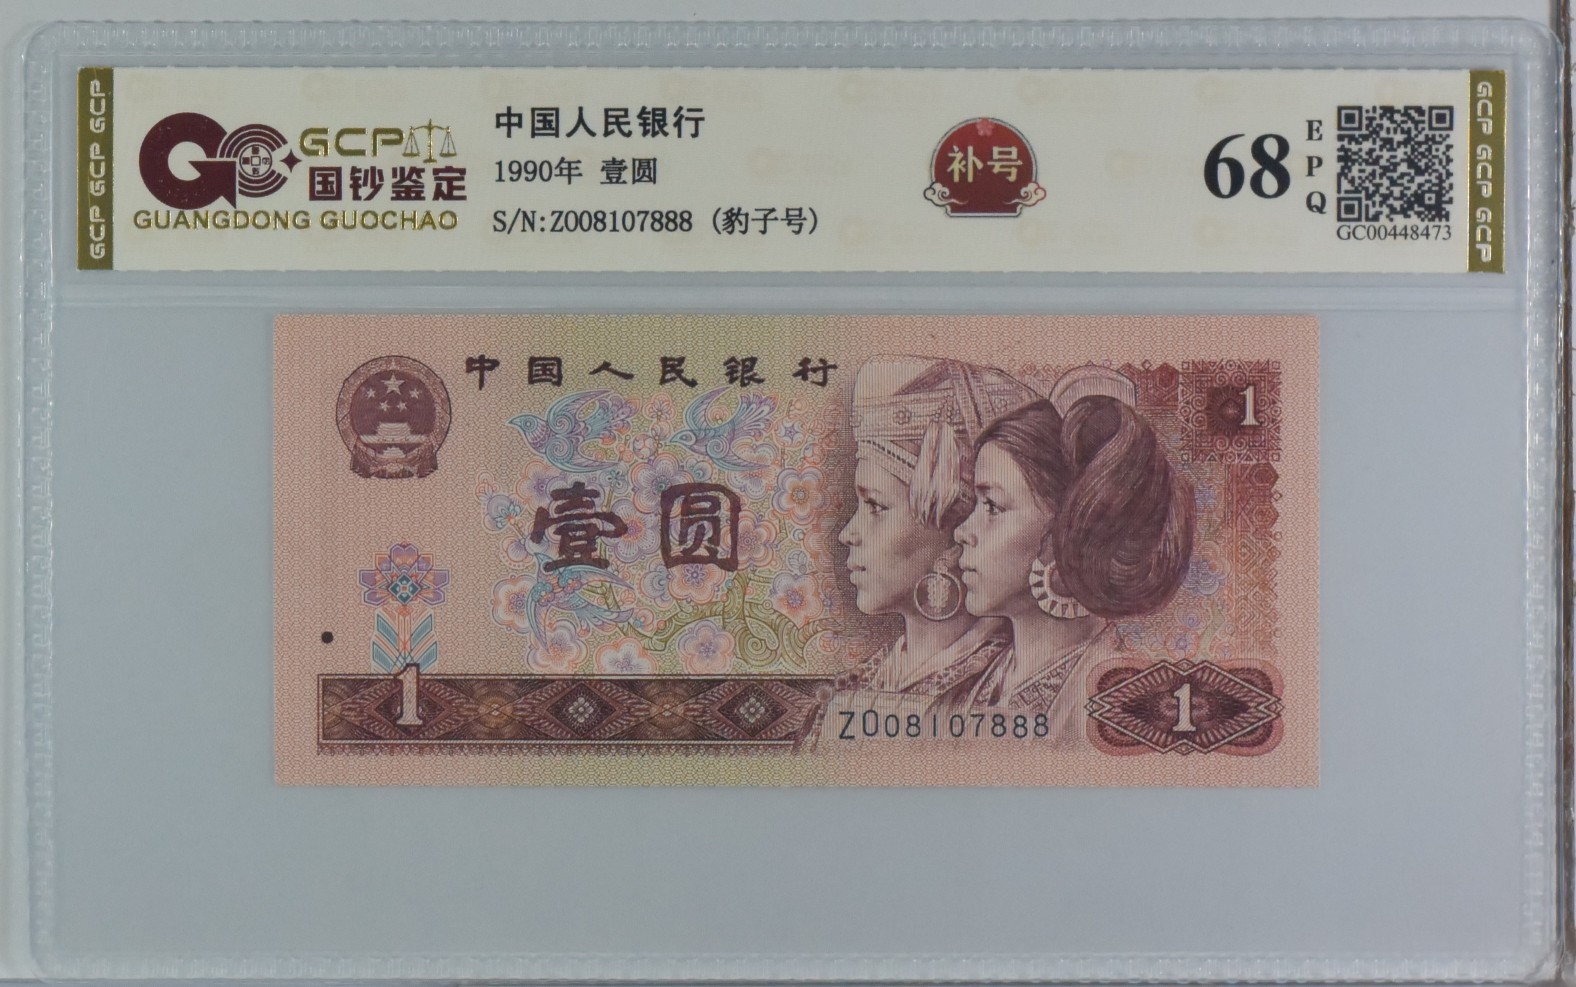 GCP GCP GCP
GCP
国钞鉴定
GUANGDONG GUOCHAO
中国人民银行
1990年 壹圆
S/N:Z008107888 (豹子号)
补号
68
EPQ
GC00448473
GCP GCP GCP
中国人民银行
1
壹圆
1
Z008107888
1